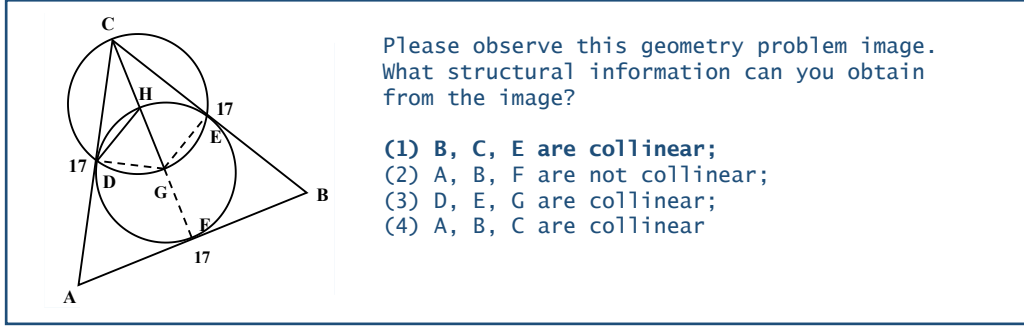 C
H
17
E
17
D
G
B
F
17
A
Please observe this geometry problem image.
What structural information can you obtain
from the image?
(1) B, C, E are collinear;
(2) A, B, F are not collinear;
(3) D, E, G are collinear;
(4) A, B, C are collinear